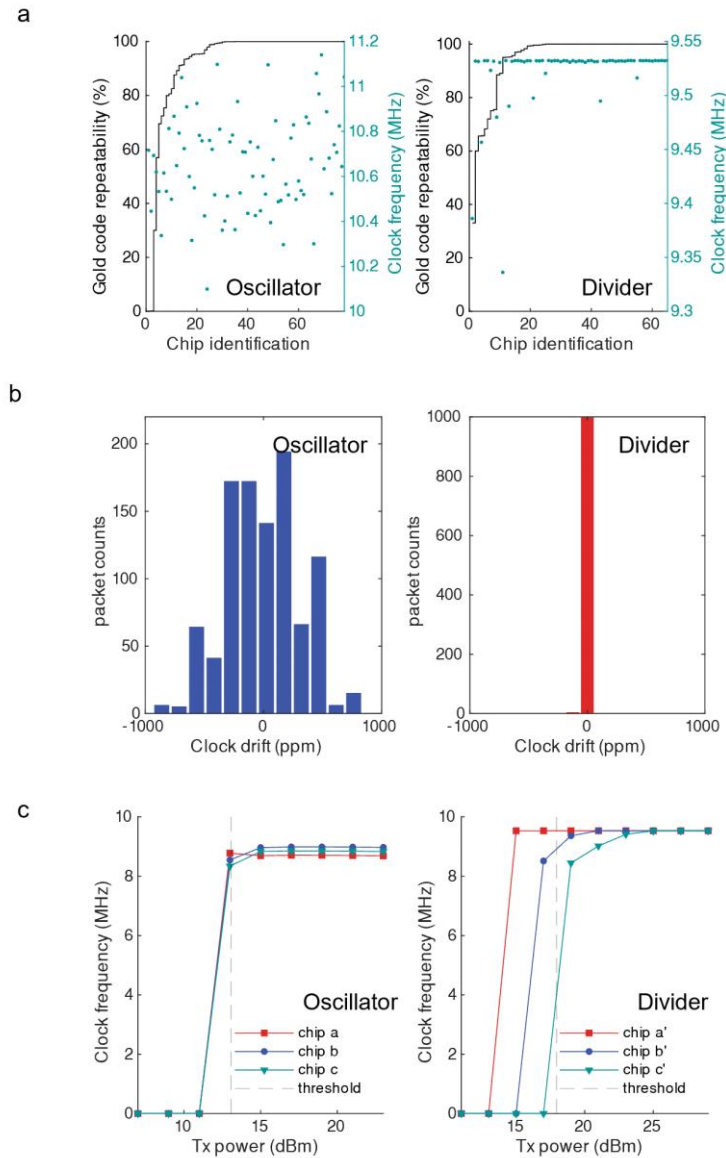 a
100
80
60
40
20
0
Gold code repeatability (%)
0 20 40 60
Chip identification
11.2
11
10.8
10.6
10.4
10.2
10
Clock frequency (MHz)
Oscillator
100
80
60
40
20
0
Gold code repeatability (%)
0 20 40 60
Chip identification
9.55
9.5
9.45
9.4
9.35
9.3
Clock frequency (MHz)
Divider
b
200
150
100
50
0
packet counts
-1000 0 1000
Clock drift (ppm)
Oscillator
1000
800
600
400
200
0
packet counts
-1000 0 1000
Clock drift (ppm)
Divider
c
10
8
6
4
2
0
Clock frequency (MHz)
10 15 20
Tx power (dBm)
Oscillator
chip a
chip b
chip c
threshold
10
8
6
4
2
0
Clock frequency (MHz)
15 20 25
Tx power (dBm)
Divider
chip a'
chip b'
chip c'
threshold